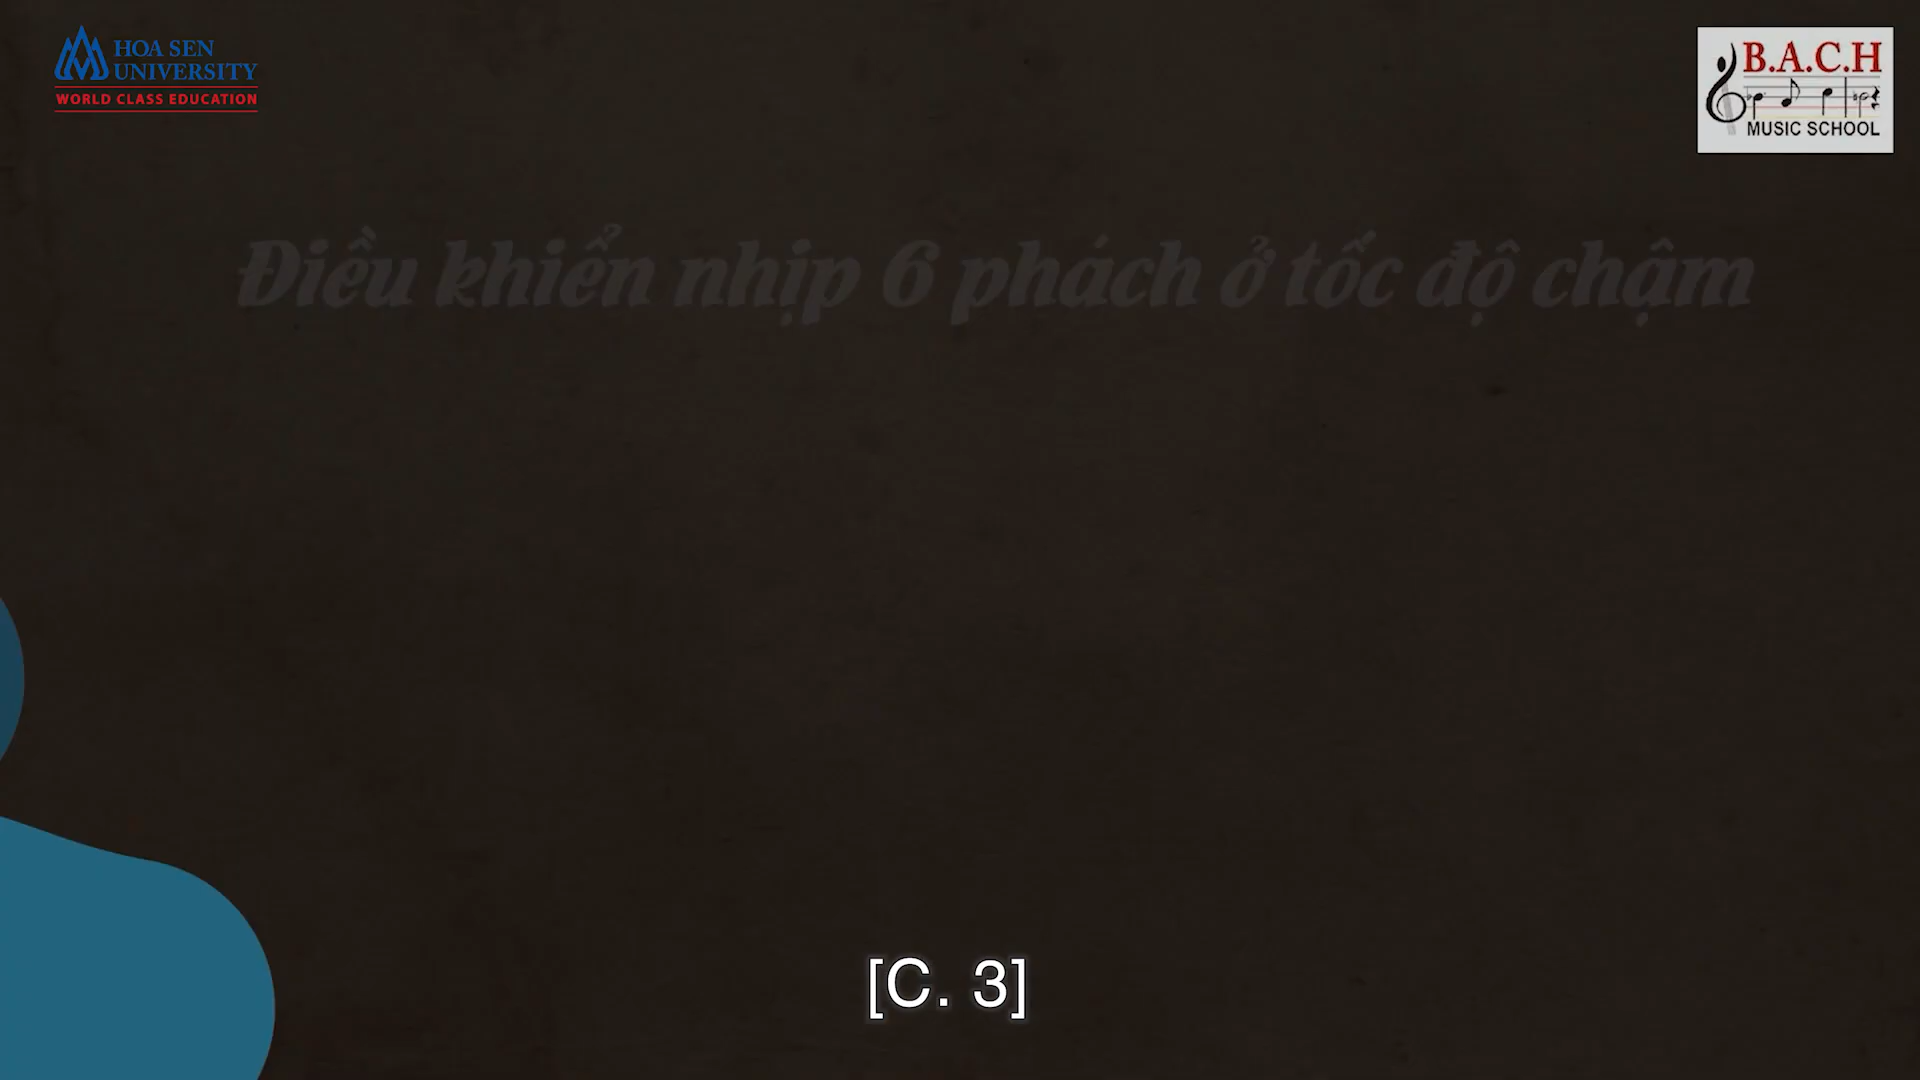 HOA SEN
UNIVERSITY
WORLD CLASS EDUCATION
B.A.C.H
MUSIC SCHOOL
Điều khiển nhịp 6 phách ở tốc độ chậm
[C. 3]